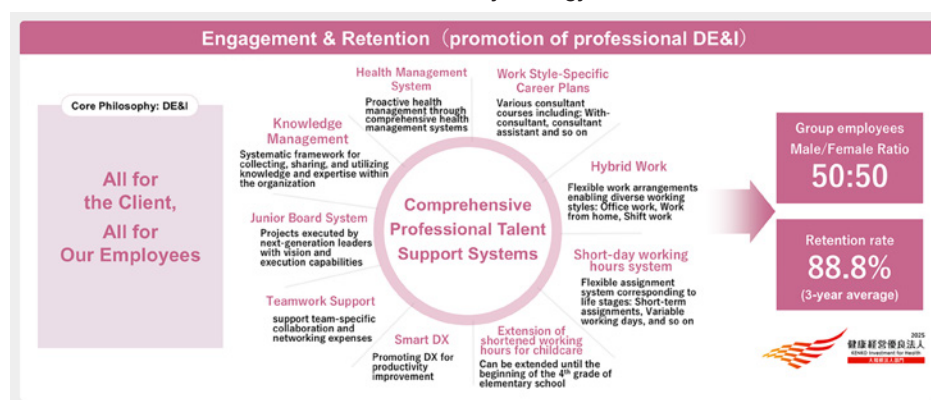 Engagement & Retention（promotion of professional DE&I）
Core Philosophy: DE&I
All for
the Client,
All for
Our Employees
Health Management
System
Proactive health
management through
comprehensive health
management systems
Work Style-Specific
Career Plans
Various consultant
courses including: With-
consultant, consultant
assistant and so on
Knowledge
Management
Systematic framework for
collecting, sharing, and utilizing
knowledge and expertise within
the organization
Hybrid Work
Flexible work arrangements
enabling diverse working
styles: Office work, Work
from home, Shift work
Comprehensive
Professional Talent
Support Systems
Junior Board System
Projects executed by
next-generation leaders
with vision and
execution capabilities
Short-day working
hours system
Flexible assignment
system corresponding to
life stages: Short-term
assignments, Variable
working days, and so on
Teamwork Support
support team-specific
collaboration and
networking expenses
Smart DX
Promoting DX for
productivity
improvement
Extension of
shortened working
hours for childcare
Can be extended until the
beginning of the 4th grade of
elementary school
Group employees
Male/Female Ratio
50:50
Retention rate
88.8%
(3-year average)
2025
健康経営優良法人
KENKO Investment for Health